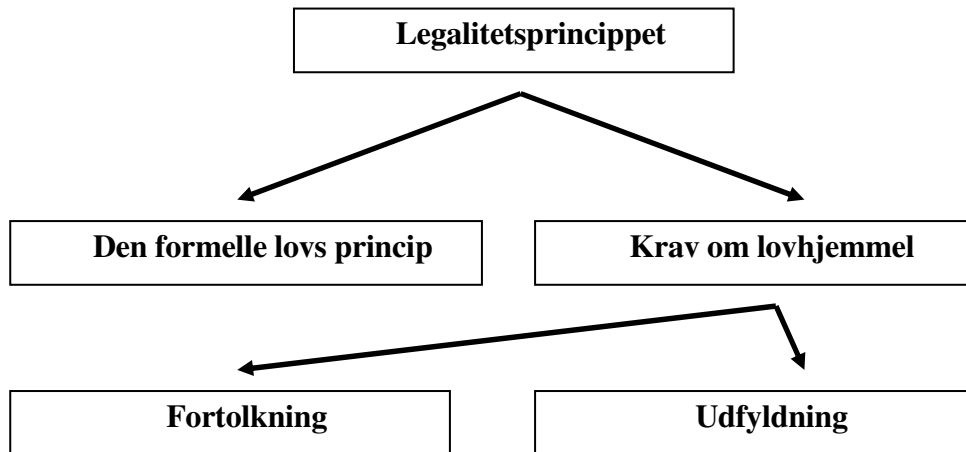 Legalitetsprincippet
Den formelle lovs princip
Krav om lovhjemmel
Fortolkning
Udfyldning